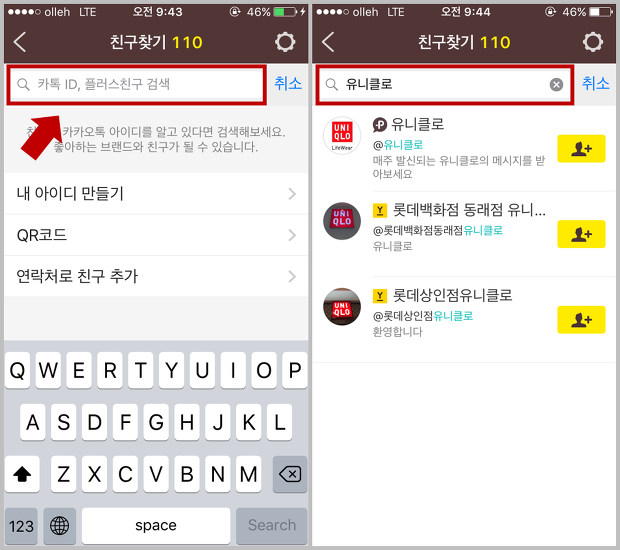 olleh LTE 오전 9:43 46%
친구찾기 110
카톡 ID, 플러스친구 검색
취소
카카오톡 아이디를 알고 있다면 검색해보세요.
좋아하는 브랜드와 친구가 될 수 있습니다.
내 아이디 만들기
QR코드
연락처로 친구 추가
Q W E R T Y U I O P
A S D F G H J K L
Z X C V B N M
123 space Search
olleh LTE 오전 9:44 46%
친구찾기 110
유니클로
취소
UNI
QLO
LifeWear
유니클로
@유니클로
매주 발신되는 유니클로의 메시지를 받
아보세요
UNI
QLO
롯데백화점 동래점 유니...
@롯데백화점동래점유니클로
유니클로
UNI
QLO
롯데상인점유니클로
@롯데상인점유니클로
환영합니다